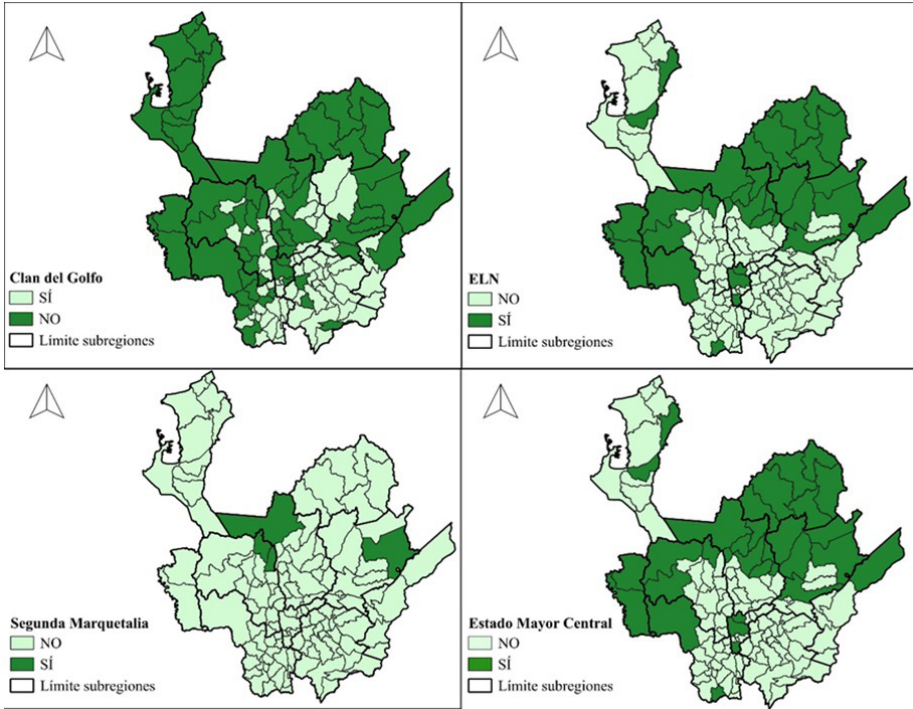 Clan del Golfo
SÍ
NO
Límite subregiones
ELN
NO
SÍ
Límite subregiones
Segunda Marquetalia
NO
SÍ
Límite subregiones
Estado Mayor Central
NO
SÍ
Límite subregiones